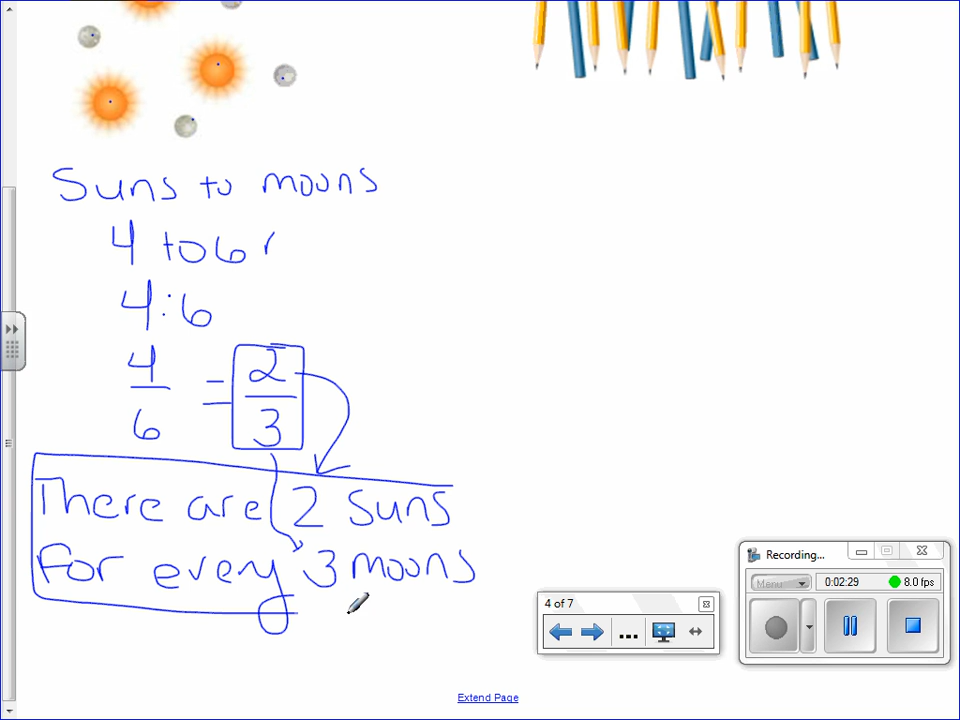 Suns to moons
4 to 6
4:6
4/6 = 2/3
There are 2 suns
for every 3 moons
Recording...
Menu
0:02:29
8.0 fps
4 of 7
...
Extend Page